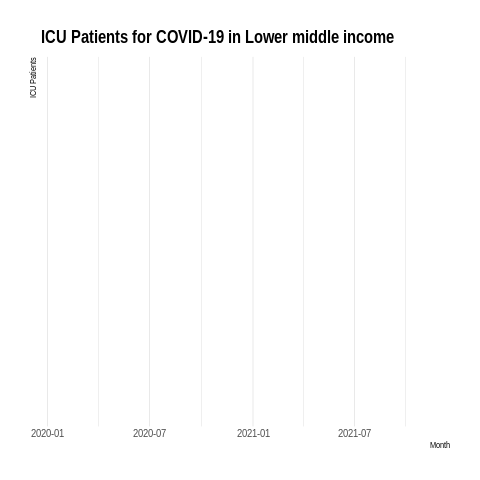 ICU Patients for COVID-19 in Lower middle income
ICU Patients
2020-01 2020-07 2021-01 2021-07
Month